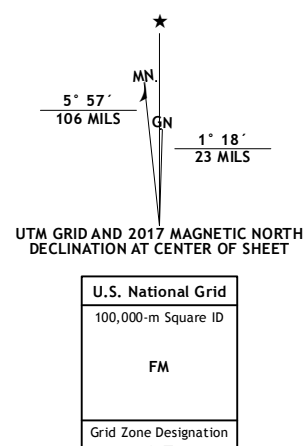 ★
MN.
GN
5° 57´
106 MILS
1° 18´
23 MILS
UTM GRID AND 2017 MAGNETIC NORTH
DECLINATION AT CENTER OF SHEET
U.S. National Grid
100,000-m Square ID
FM
Grid Zone Designation